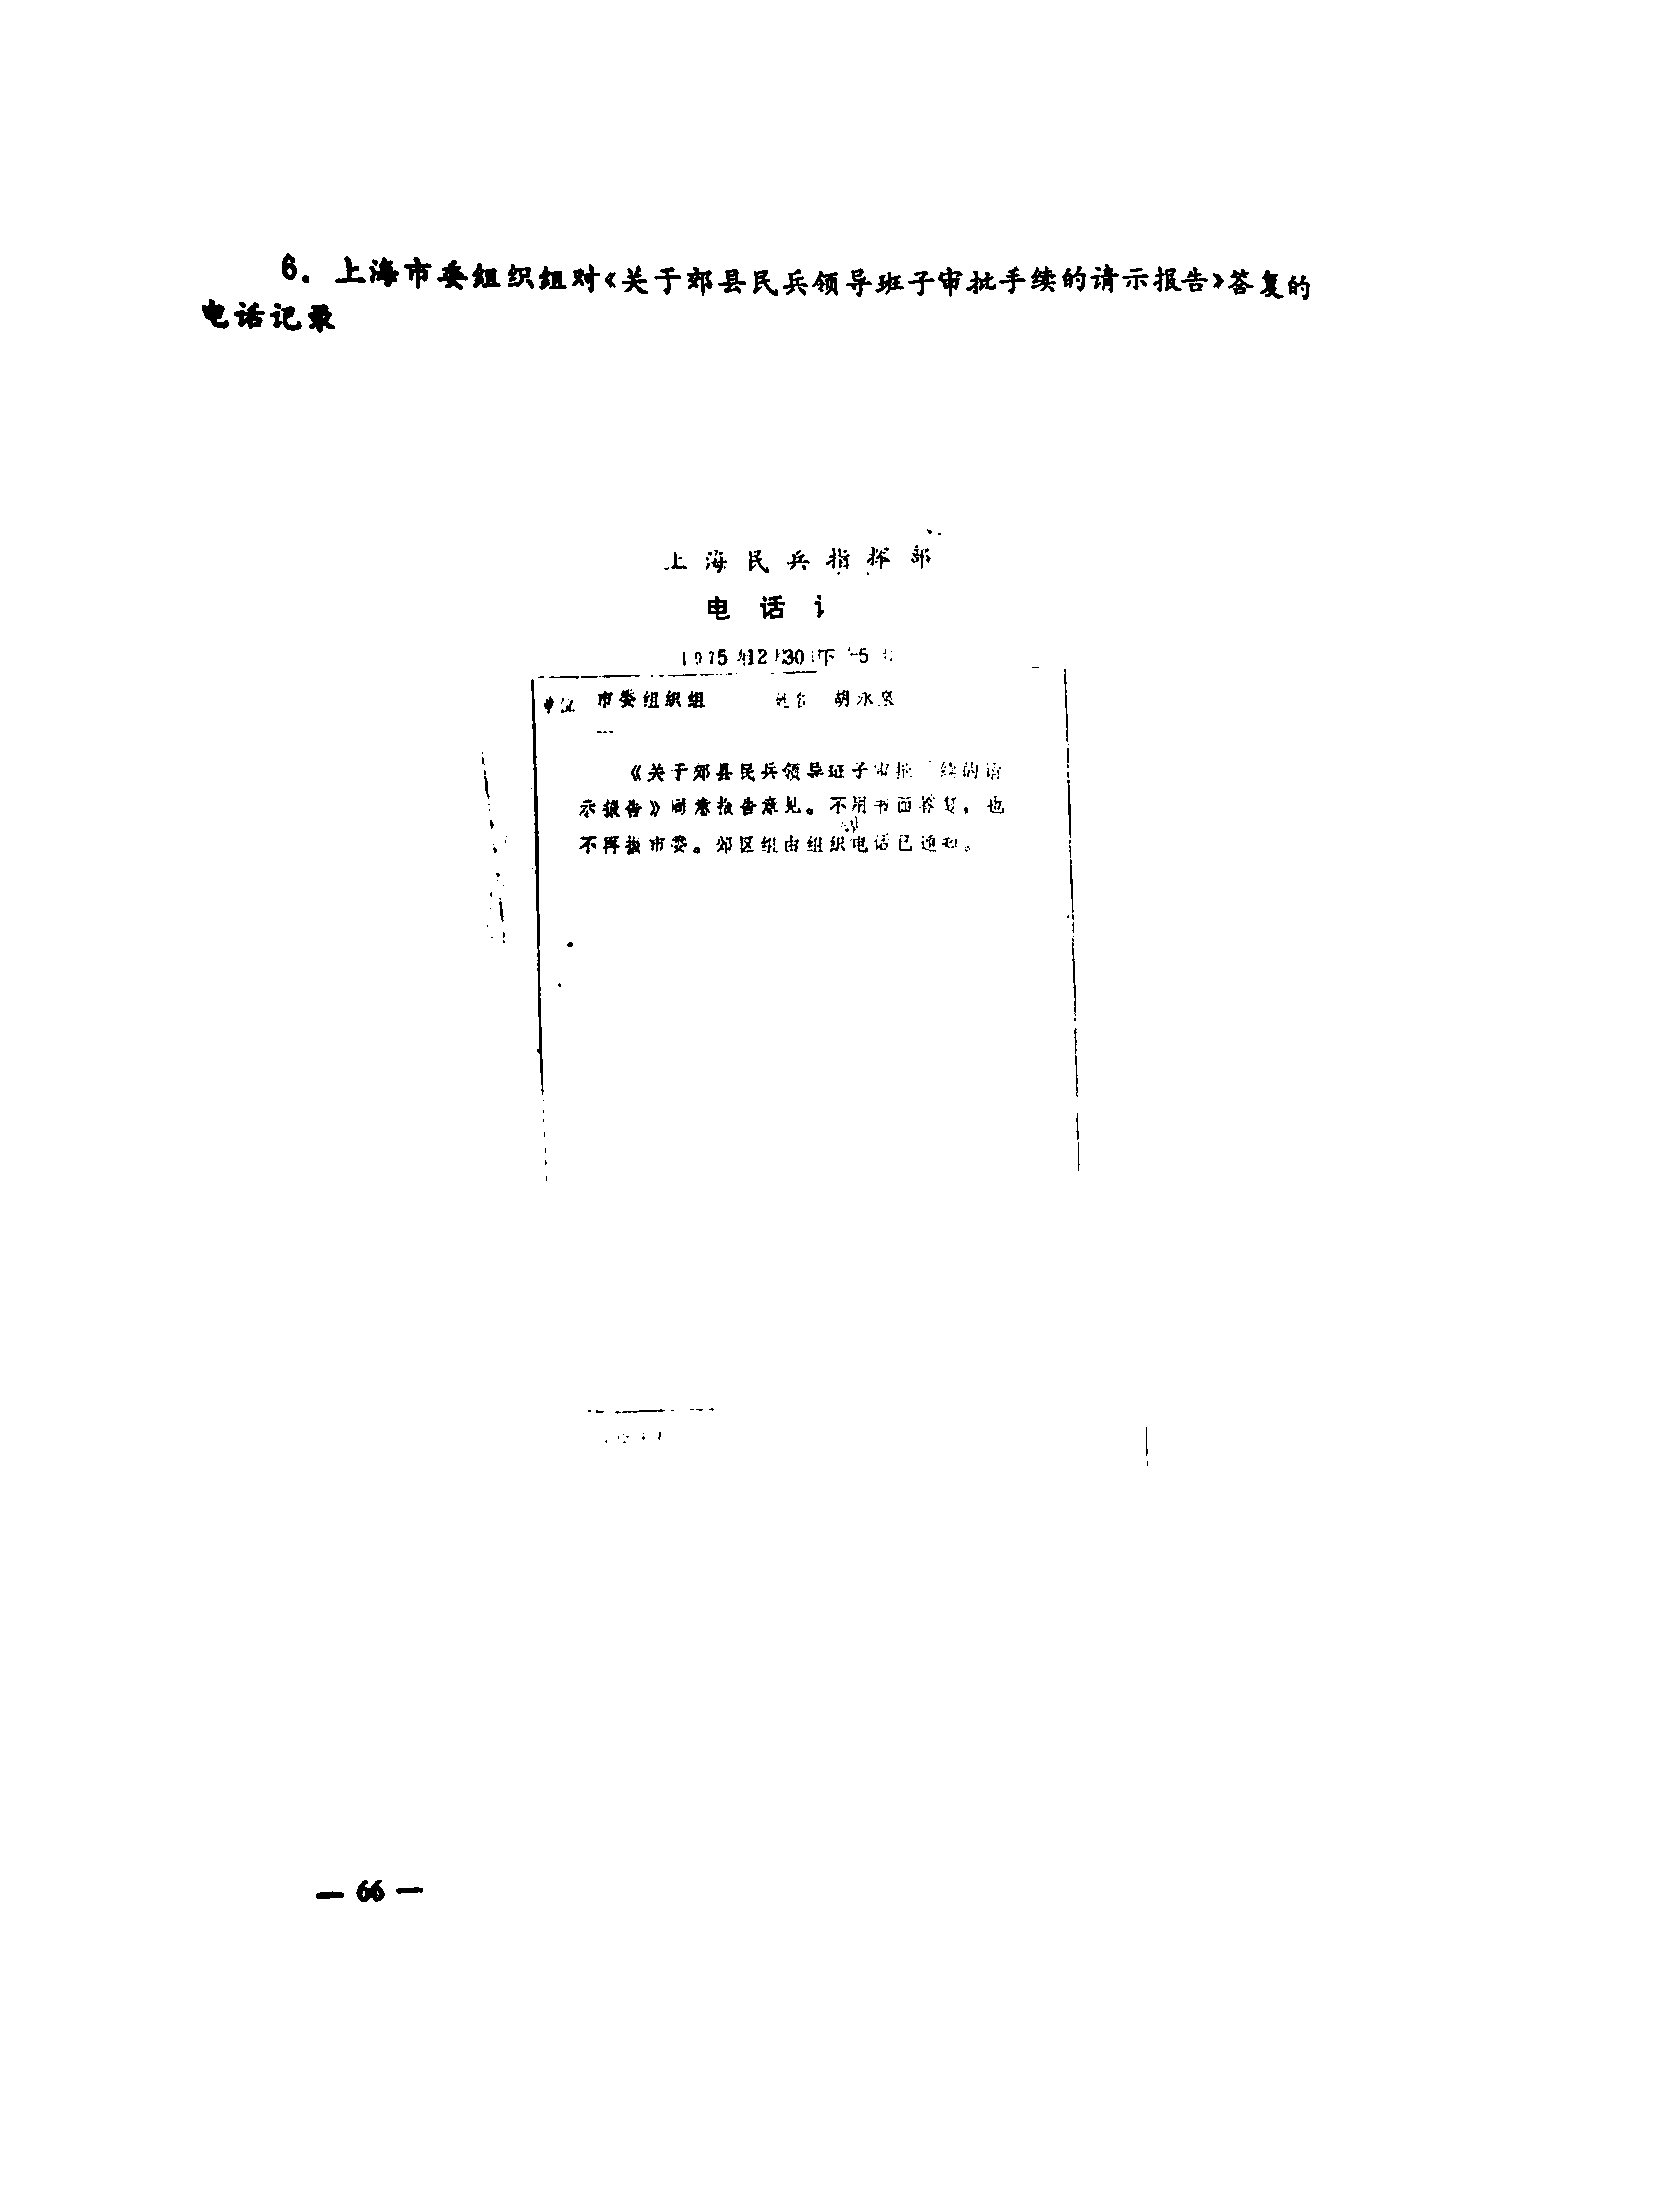 6. 上海市委组织组对《关于郊县民兵领导班子审批手续的请示报告》答复的
电话记录
上海民兵指挥部
电话
1975年12月30日下午5
单位 市委组织组 姓名 胡永
《关于郊县民兵领导班子审批手续的请
示报告》同意报告意见。不用书面答复，也
不再报市委。郊区组由组织组电话已通知。
— 66 —